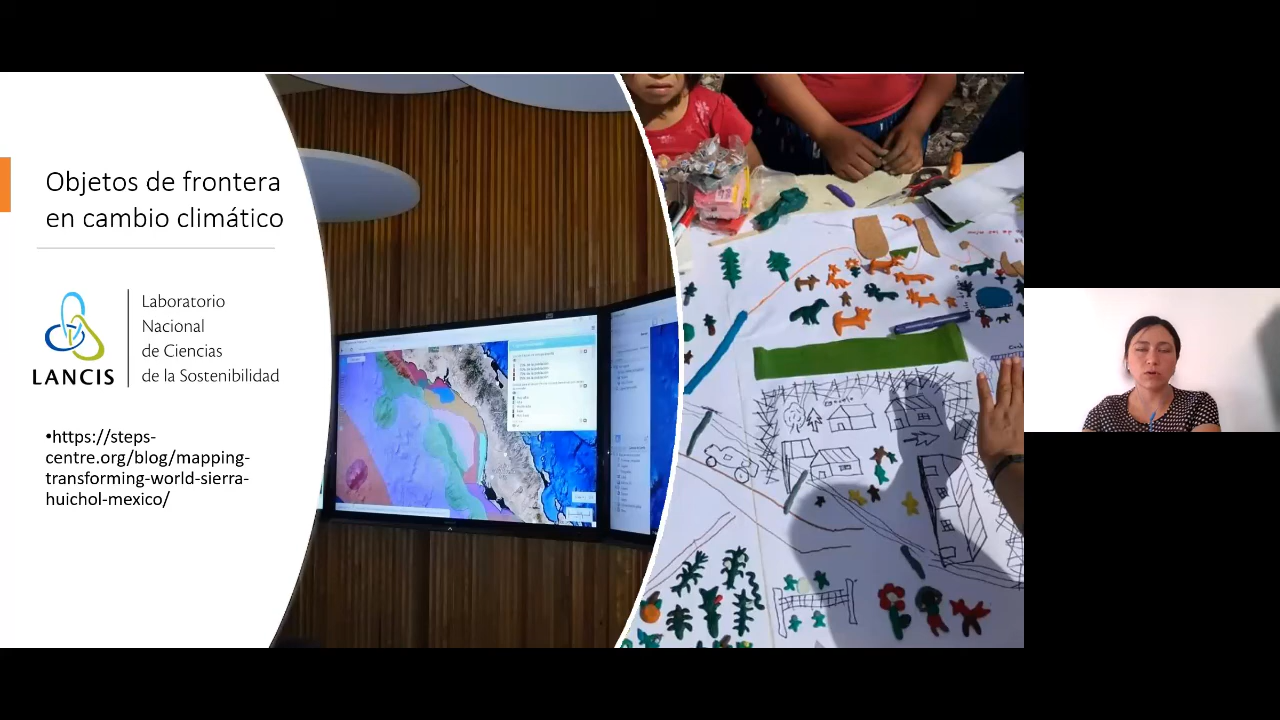 Objetos de frontera
en cambio climático
LANCIS
Laboratorio
Nacional
de Ciencias
de la Sostenibilidad
•https://steps-
centre.org/blog/mapping-
transforming-world-sierra-
huichol-mexico/